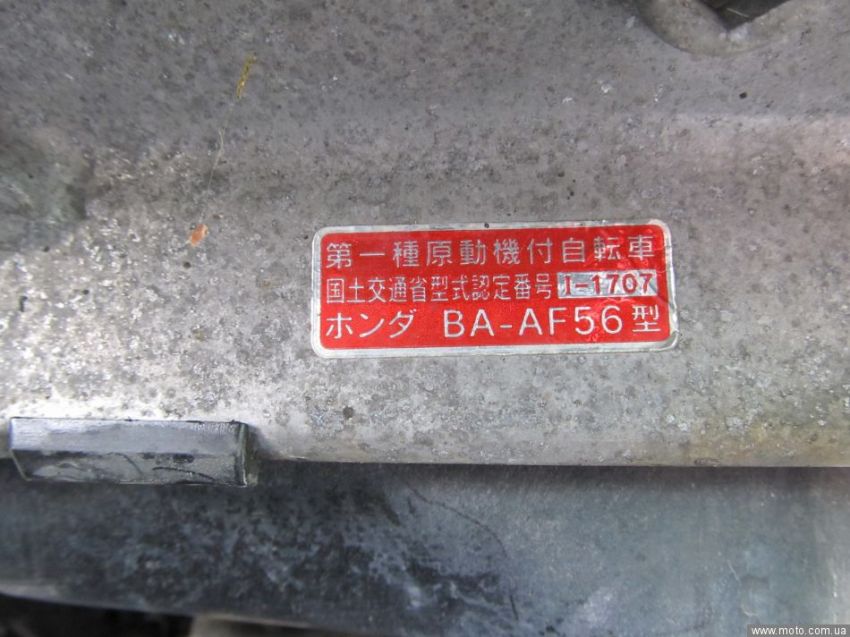 第一種原動機付自転車
国土交通省型式認定番号 I-1707
ホンダ BA-AF56型
www.moto.com.ua